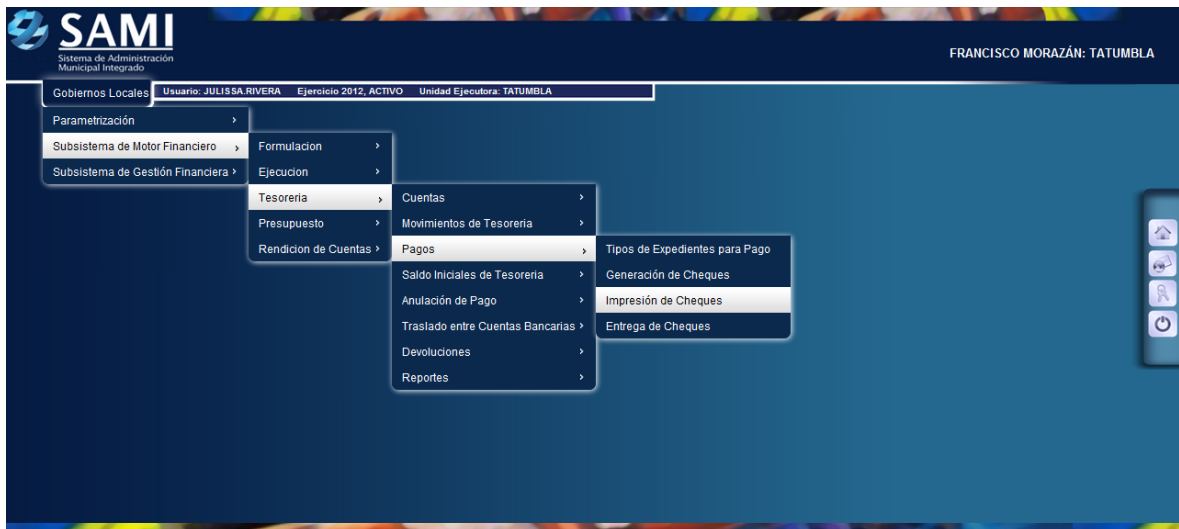 SAMI
Sistema de Administración
Municipal Integrado
FRANCISCO MORAZÁN: TATUMBLA
Gobiernos Locales
Usuario: JULISSA.RIVERA Ejercicio 2012, ACTIVO Unidad Ejecutora: TATUMBLA
Parametrización
Subsistema de Motor Financiero
Subsistema de Gestión Financiera
Formulacion
Ejecucion
Tesoreria
Presupuesto
Rendicion de Cuentas
Cuentas
Movimientos de Tesoreria
Pagos
Saldo Iniciales de Tesoreria
Anulación de Pago
Traslado entre Cuentas Bancarias
Devoluciones
Reportes
Tipos de Expedientes para Pago
Generación de Cheques
Impresión de Cheques
Entrega de Cheques